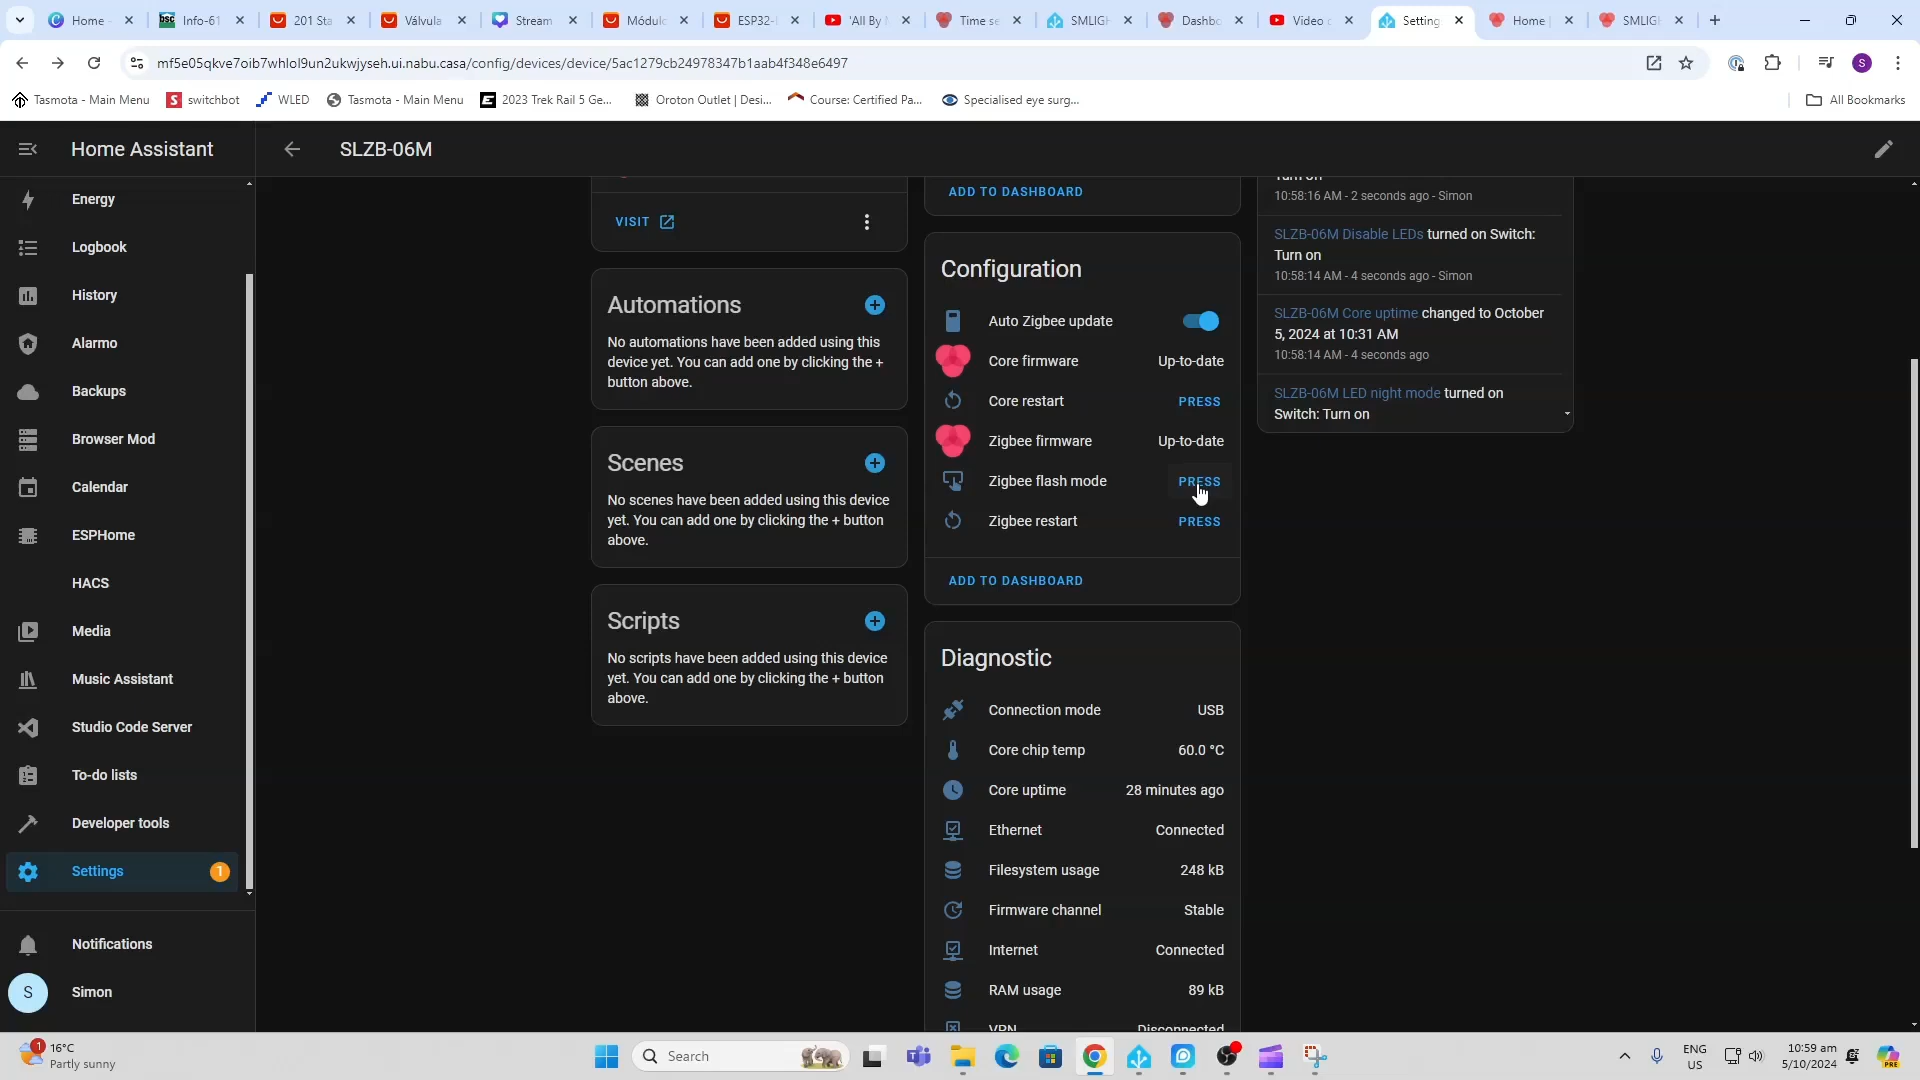 Home -
Info-61
201 Sta
Válvula
Stream
Módulo
ESP32-
'All By
Time se
SMLIGH
Dashbo
Video c
Setting
Home |
SMLIGH
mf5e05qkve7oib7whlol9un2ukwjyseh.ui.nabu.casa/config/devices/device/5ac1279cb24978347b1aab4f348e6497
S
Tasmota - Main Menu
switchbot
WLED
Tasmota - Main Menu
2023 Trek Rail 5 Ge...
Oroton Outlet | Desi...
Course: Certified Pa...
Specialised eye surg...
All Bookmarks
Home Assistant
SLZB-06M
Energy
Logbook
History
Alarmo
Backups
Browser Mod
Calendar
ESPHome
HACS
Media
Music Assistant
Studio Code Server
To-do lists
Developer tools
Settings
1
Notifications
S
Simon
VISIT
Automations
No automations have been added using this
device yet. You can add one by clicking the +
button above.
Scenes
No scenes have been added using this device
yet. You can add one by clicking the + button
above.
Scripts
No scripts have been added using this device
yet. You can add one by clicking the + button
above.
ADD TO DASHBOARD
Configuration
Auto Zigbee update
Core firmware Up-to-date
Core restart PRESS
Zigbee firmware Up-to-date
Zigbee flash mode PRESS
Zigbee restart PRESS
ADD TO DASHBOARD
Diagnostic
Connection mode USB
Core chip temp 60.0 °C
Core uptime 28 minutes ago
Ethernet Connected
Filesystem usage 248 kB
Firmware channel Stable
Internet Connected
RAM usage 89 kB
VPN Disconnected
Turn on
10:58:16 AM - 2 seconds ago - Simon
SLZB-06M Disable LEDs turned on Switch:
Turn on
10:58:14 AM - 4 seconds ago - Simon
SLZB-06M Core uptime changed to October
5, 2024 at 10:31 AM
10:58:14 AM - 4 seconds ago
SLZB-06M LED night mode turned on
Switch: Turn on
1
16°C
Partly sunny
Search
ENG
US
10:59 am
5/10/2024
PRE